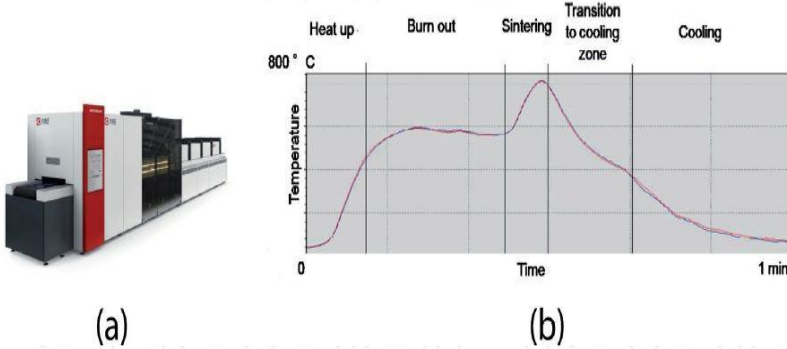 Heat up
Burn out
Sintering
Transition
to cooling
zone
Cooling
800° C
Temperature
0
Time
1 min
(a)
(b)